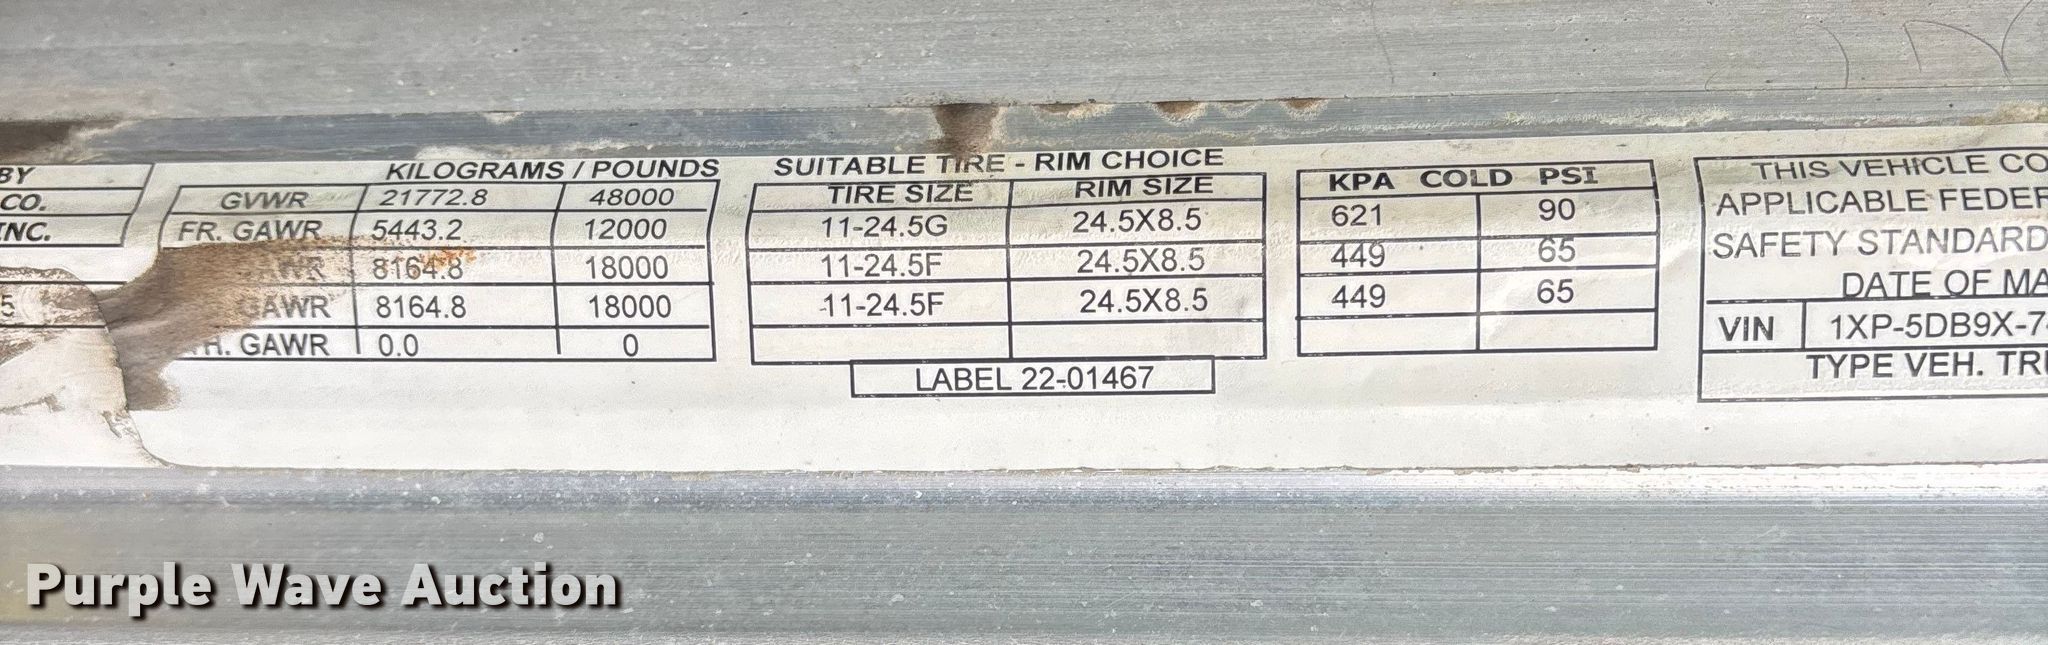 BY
CO.
INC.
5
KILOGRAMS / POUNDS
GVWR 21772.8 48000
FR. GAWR 5443.2 12000
GAWR 8164.8 18000
GAWR 8164.8 18000
H. GAWR 0.0 0
SUITABLE TIRE - RIM CHOICE
TIRE SIZE RIM SIZE
11-24.5G 24.5X8.5
11-24.5F 24.5X8.5
11-24.5F 24.5X8.5
LABEL 22-01467
KPA COLD PSI
621 90
449 65
449 65
THIS VEHICLE CO
APPLICABLE FEDER
SAFETY STANDARD
DATE OF MA
VIN 1XP-5DB9X-7
TYPE VEH. TRU
Purple Wave Auction